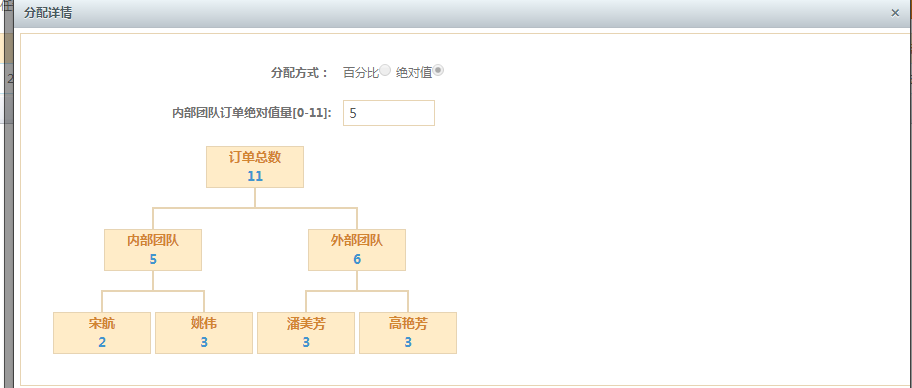 任
分配详情 ×
2
分配方式： 百分比 绝对值
内部团队订单绝对值量[0-11]: 5
订单总数
11
内部团队 外部团队
5 6
宋航 姚伟 潘美芳 高艳芳
2 3 3 3